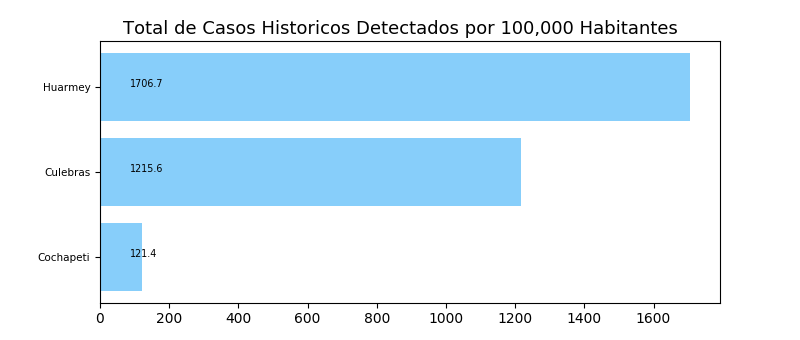 Total de Casos Historicos Detectados por 100,000 Habitantes
Huarmey 1706.7
Culebras 1215.6
Cochapeti 121.4
0 200 400 600 800 1000 1200 1400 1600